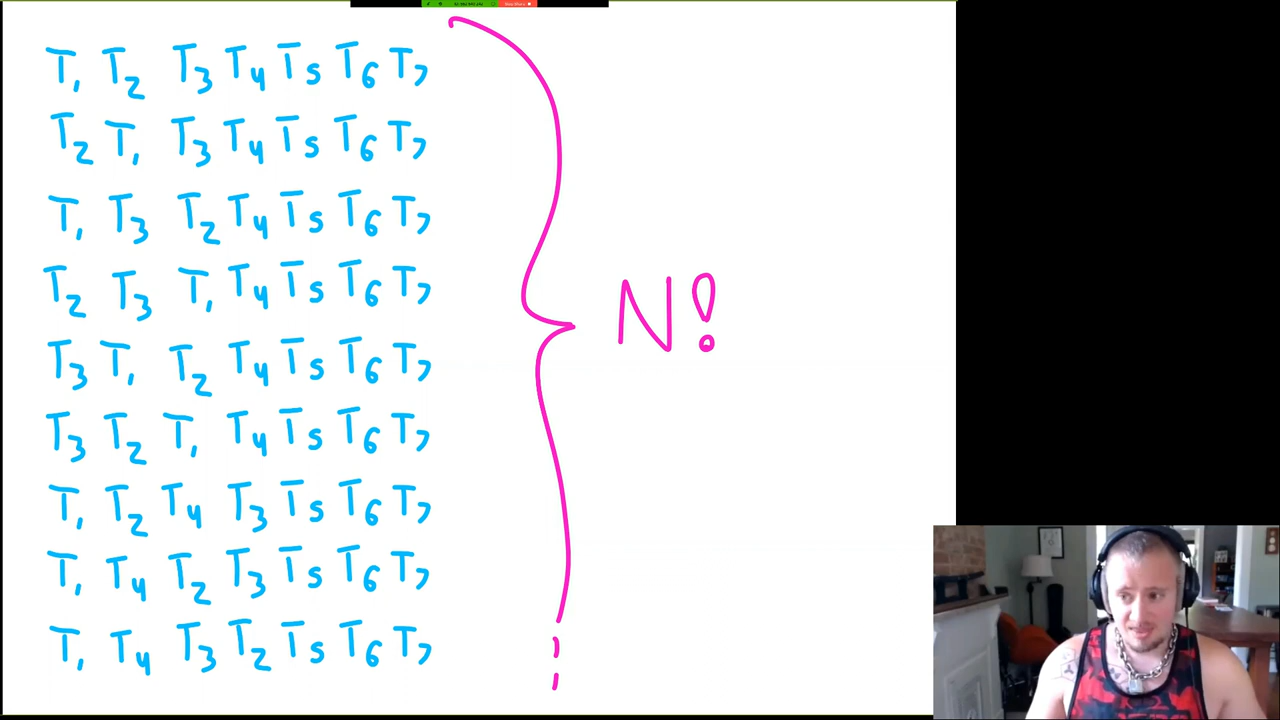 T1 T2 T3 T4 T5 T6 T7
T2 T1 T3 T4 T5 T6 T7
T1 T3 T2 T4 T5 T6 T7
T2 T3 T1 T4 T5 T6 T7
T3 T1 T2 T4 T5 T6 T7
T3 T2 T1 T4 T5 T6 T7
T1 T2 T4 T3 T5 T6 T7
T1 T4 T2 T3 T5 T6 T7
T1 T4 T3 T2 T5 T6 T7
N!